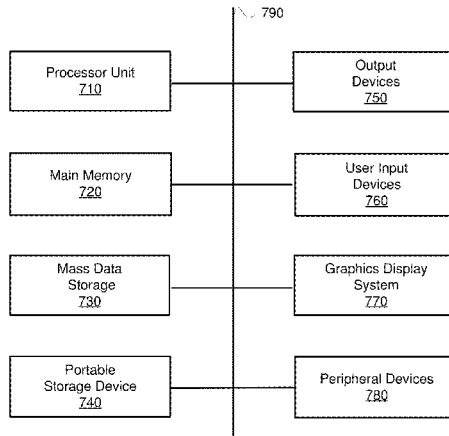 790
Processor Unit
710
Output
Devices
750
Main Memory
720
User Input
Devices
760
Mass Data
Storage
730
Graphics Display
System
770
Portable
Storage Device
740
Peripheral Devices
780